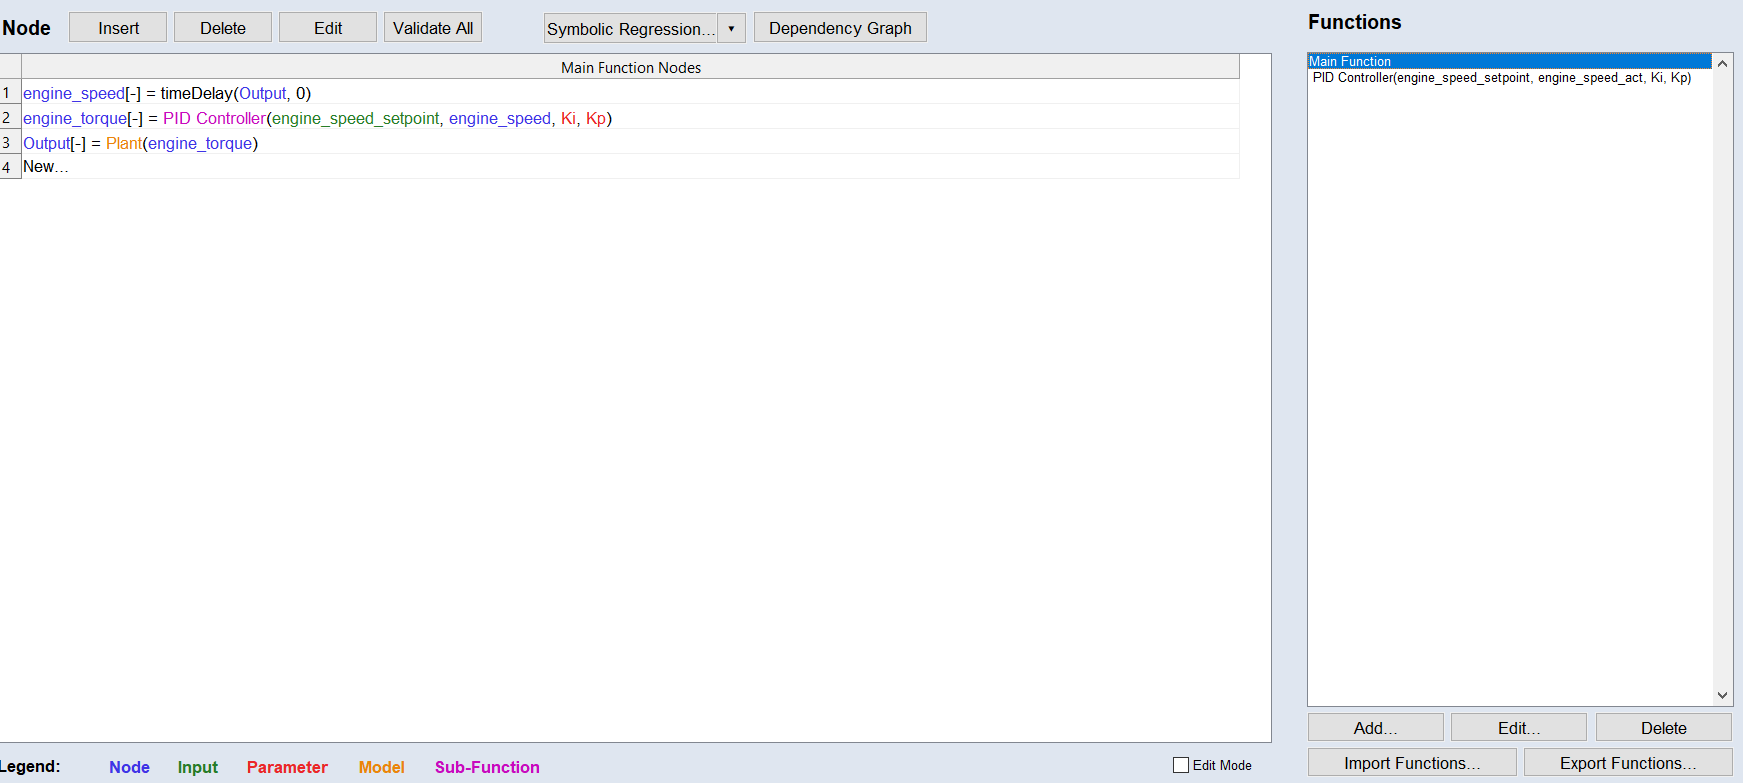 Node Insert Delete Edit Validate All Symbolic Regression... Dependency Graph
Main Function Nodes
1 engine_speed[-] = timeDelay(Output, 0)
2 engine_torque[-] = PID Controller(engine_speed_setpoint, engine_speed, Ki, Kp)
3 Output[-] = Plant(engine_torque)
4 New...
Legend: Node Input Parameter Model Sub-Function Edit Mode
Functions
Main Function
PID Controller(engine_speed_setpoint, engine_speed_act, Ki, Kp)
Add... Edit... Delete
Import Functions... Export Functions...